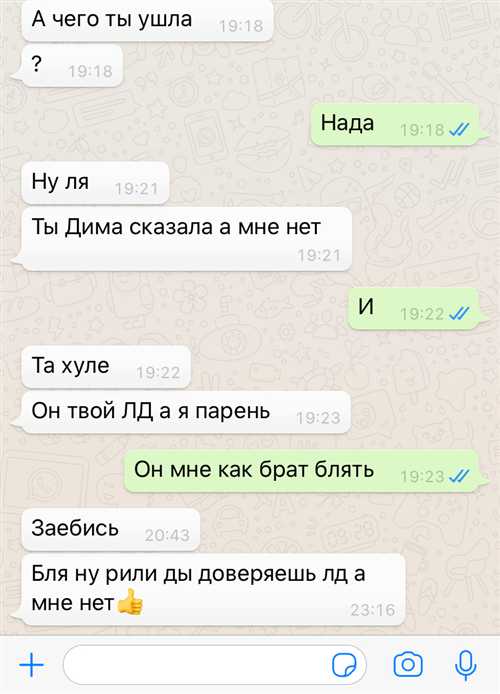 А чего ты ушла 19:18
? 19:18
Нада 19:18
Ну ля 19:21
Ты Дима сказала а мне нет
19:21
И 19:22
Та хуле 19:22
Он твой ЛД а я парень 19:23
Он мне как брат блять 19:23
Заебись 20:43
Бля ну рили ды доверяешь лд а
мне нет👍 23:16